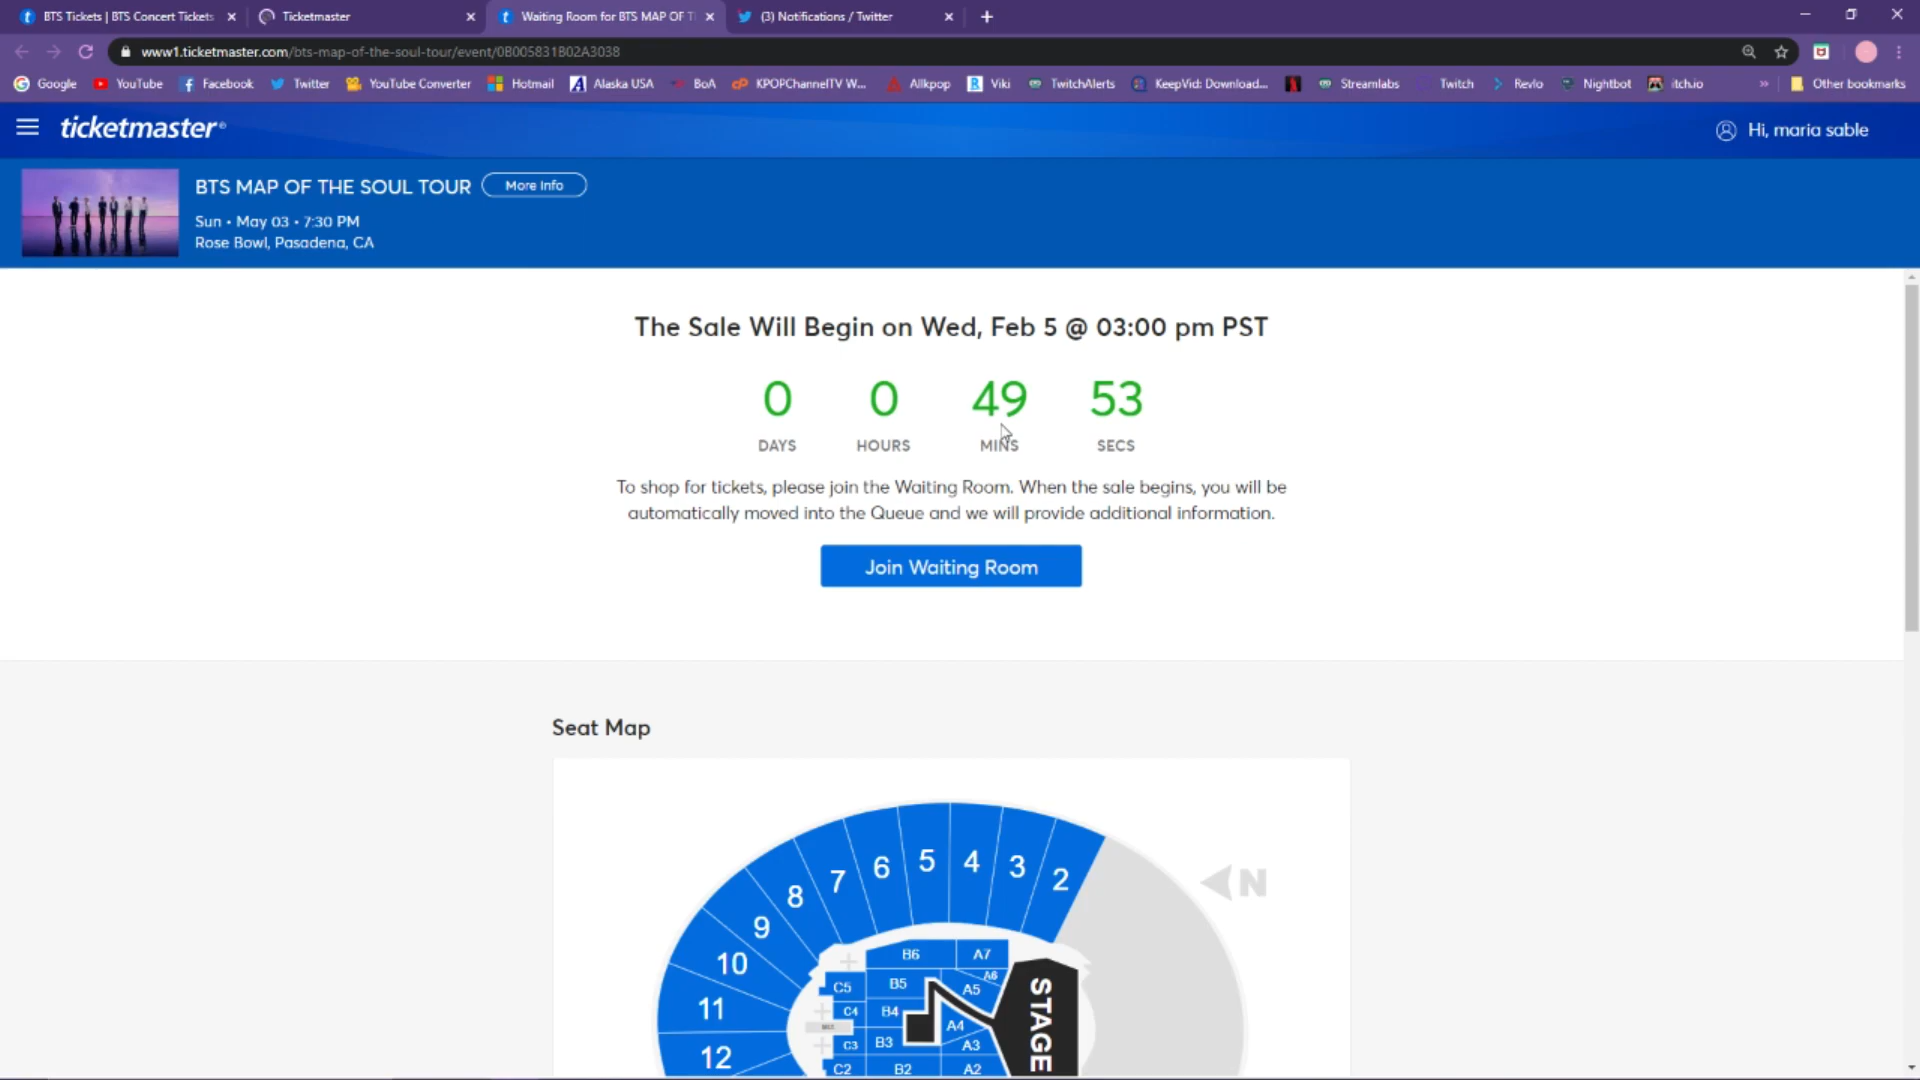 BTS Tickets | BTS Concert Tickets
Ticketmaster
Waiting Room for BTS MAP OF T
(3) Notifications / Twitter
www1.ticketmaster.com/bts-map-of-the-soul-tour/event/0B005831B02A3038
Google
YouTube
Facebook
Twitter
YouTube Converter
Hotmail
Alaska USA
BoA
KPOPChannelTV W...
Allkpop
Viki
TwitchAlerts
KeepVid: Download...
Streamlabs
Twitch
Revlo
Nightbot
itch.io
»
Other bookmarks
ticketmaster®
Hi, maria sable
BTS MAP OF THE SOUL TOUR
More Info
Sun • May 03 • 7:30 PM
Rose Bowl, Pasadena, CA
The Sale Will Begin on Wed, Feb 5 @ 03:00 pm PST
0 0 49 53
DAYS HOURS MINS SECS
To shop for tickets, please join the Waiting Room. When the sale begins, you will be
automatically moved into the Queue and we will provide additional information.
Join Waiting Room
Seat Map
2
3
4
5
6
7
8
9
10
11
12
N
B6 A7
A6
C5 B5 A5
C4 B4
A4
C3 B3 A3
C2 B2 A2
STAGE